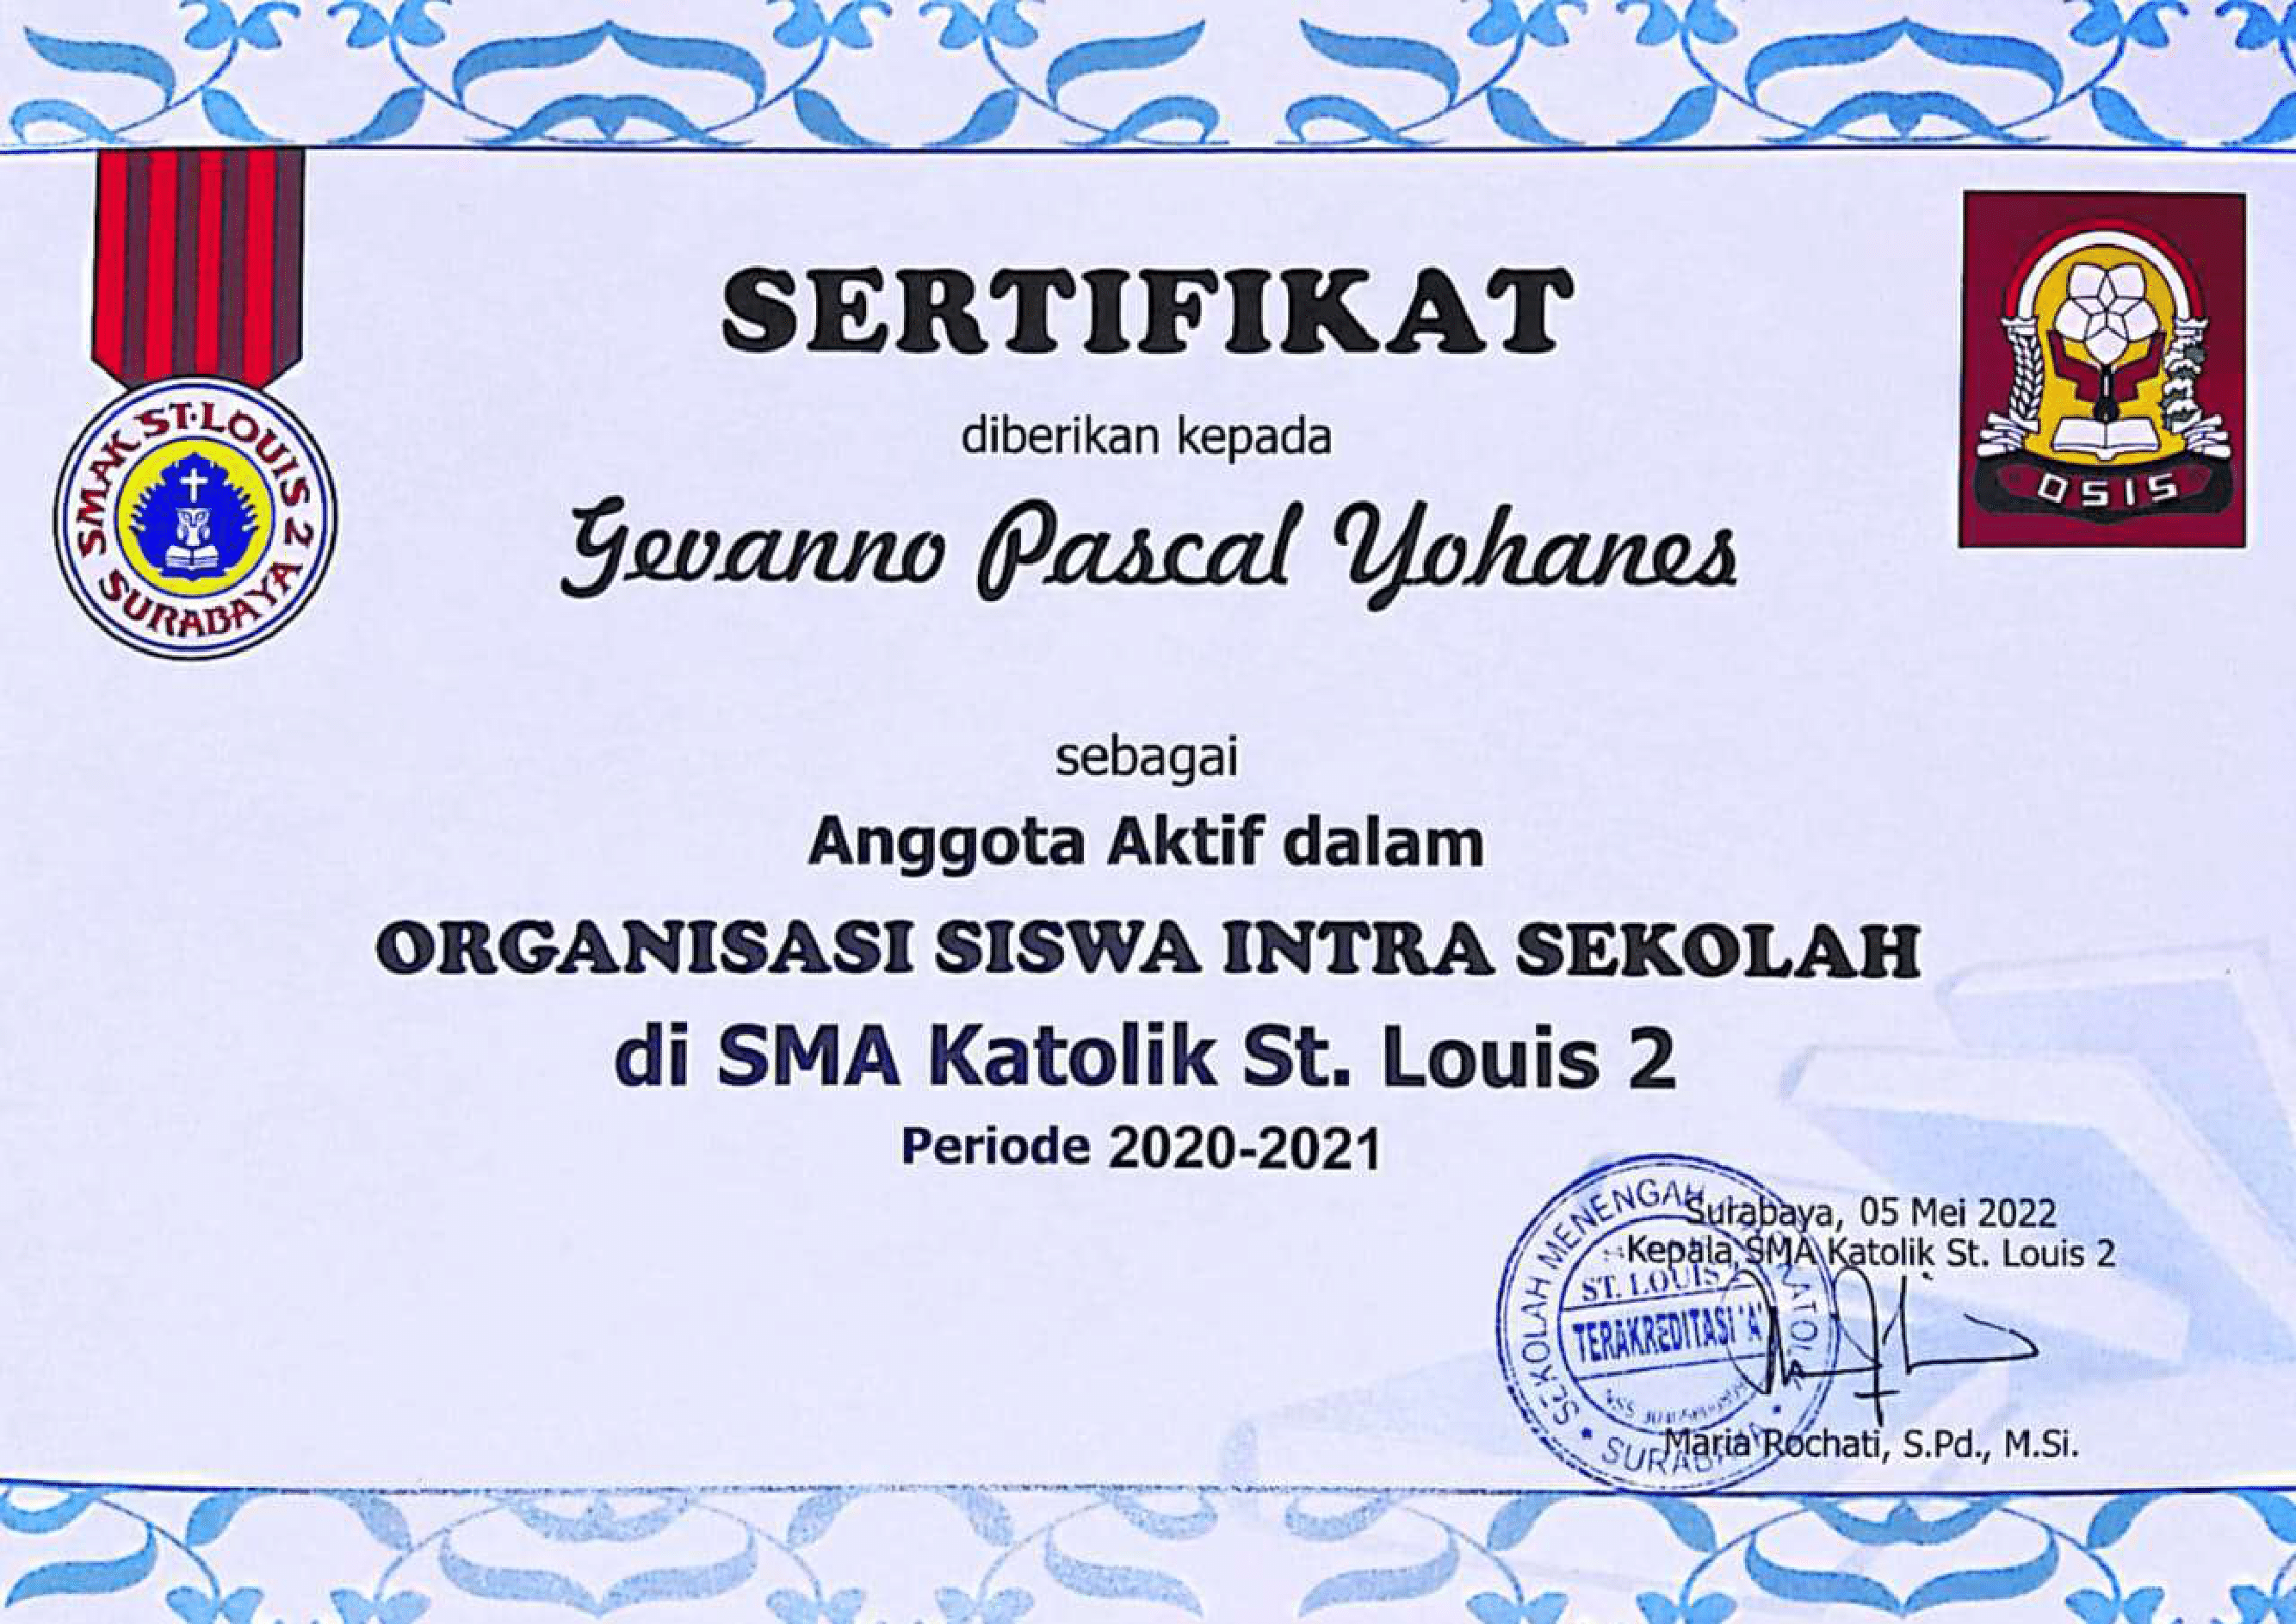 SMAK ST. LOUIS 2
SURABAYA
OSIS
SERTIFIKAT
diberikan kepada
Gevanno Pascal Yohanes
sebagai
Anggota Aktif dalam
ORGANISASI SISWA INTRA SEKOLAH
di SMA Katolik St. Louis 2
Periode 2020-2021
Surabaya, 05 Mei 2022
Kepala SMA Katolik St. Louis 2
SEKOLAH MENENGAH KATOLIK
ST. LOUIS 2
TERAKREDITASI 'A'
NSS
SURABAYA
Maria Rochati, S.Pd., M.Si.